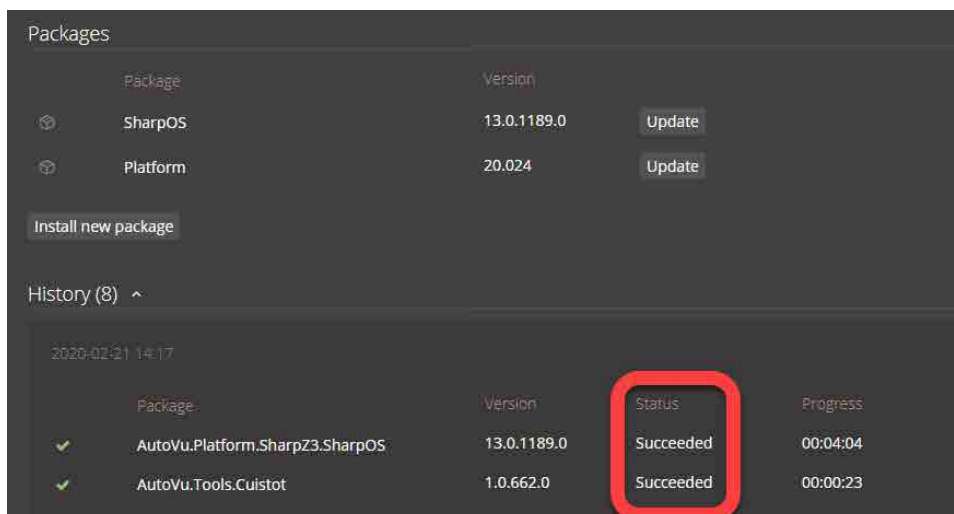 Packages
Package Version
SharpOS 13.0.1189.0 Update
Platform 20.024 Update
Install new package
History (8)
2020-02-21 14:17
Package Version Status Progress
AutoVu.Platform.SharpZ3.SharpOS 13.0.1189.0 Succeeded 00:04:04
AutoVu.Tools.Cuistot 1.0.662.0 Succeeded 00:00:23